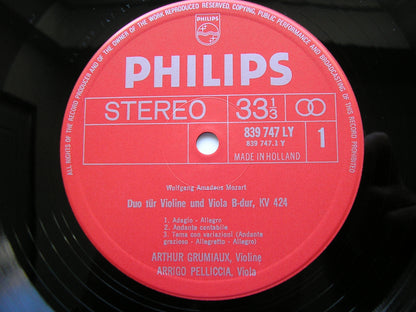 ALL RIGHTS OF THE RECORD PRODUCER AND OF THE OWNER OF THE WORK REPRODUCED RESERVED. COPYING, PUBLIC PERFORMANCE AND BROADCASTING OF THIS RECORD PROHIBITED
PHILIPS
PHILIPS
STEREO 33 1/3
839 747 LY
839 747.1 Y
1
MADE IN HOLLAND
Wolfgang Amadeus Mozart
Duo für Violine und Viola B-dur, KV 424
1. Adagio - Allegro
2. Andante cantabile
3. Tema con variazioni (Andante
grazioso - Allegretto - Allegro)
ARTHUR GRUMIAUX, Violine
ARRIGO PELLICCIA, Viola